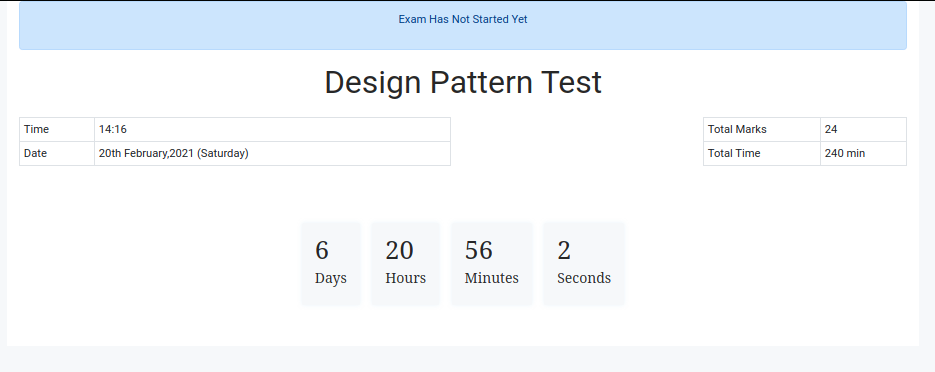 Exam Has Not Started Yet
Design Pattern Test
Time 14:16
Date 20th February,2021 (Saturday)
Total Marks 24
Total Time 240 min
6 20 56 2
Days Hours Minutes Seconds